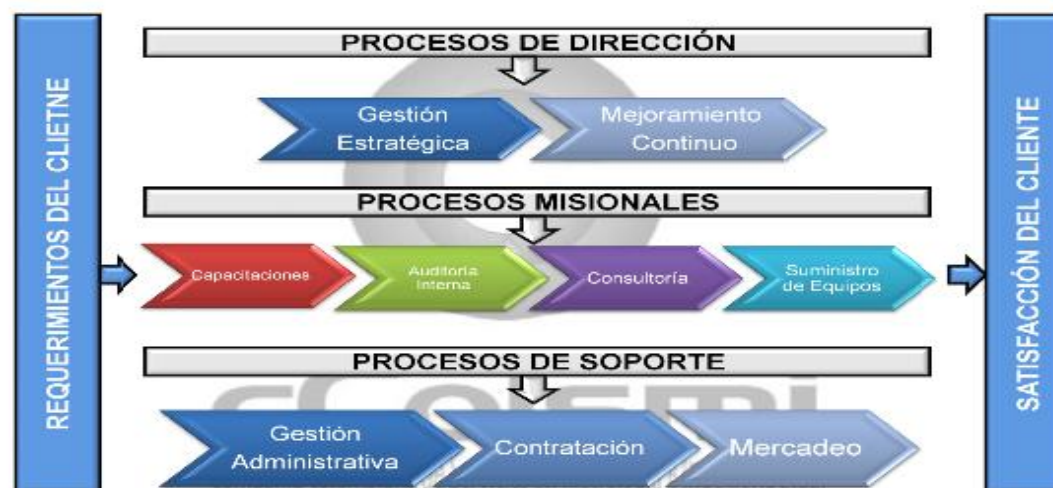 REQUERIMIENTOS DEL CLIETNE
PROCESOS DE DIRECCIÓN
Gestión
Estratégica
Mejoramiento
Continuo
PROCESOS MISIONALES
Capacitaciones
Auditoría
Interna
Consultoría
Suministro
de Equipos
PROCESOS DE SOPORTE
Gestión
Administrativa
Contratación
Mercadeo
SATISFACCIÓN DEL CLIENTE